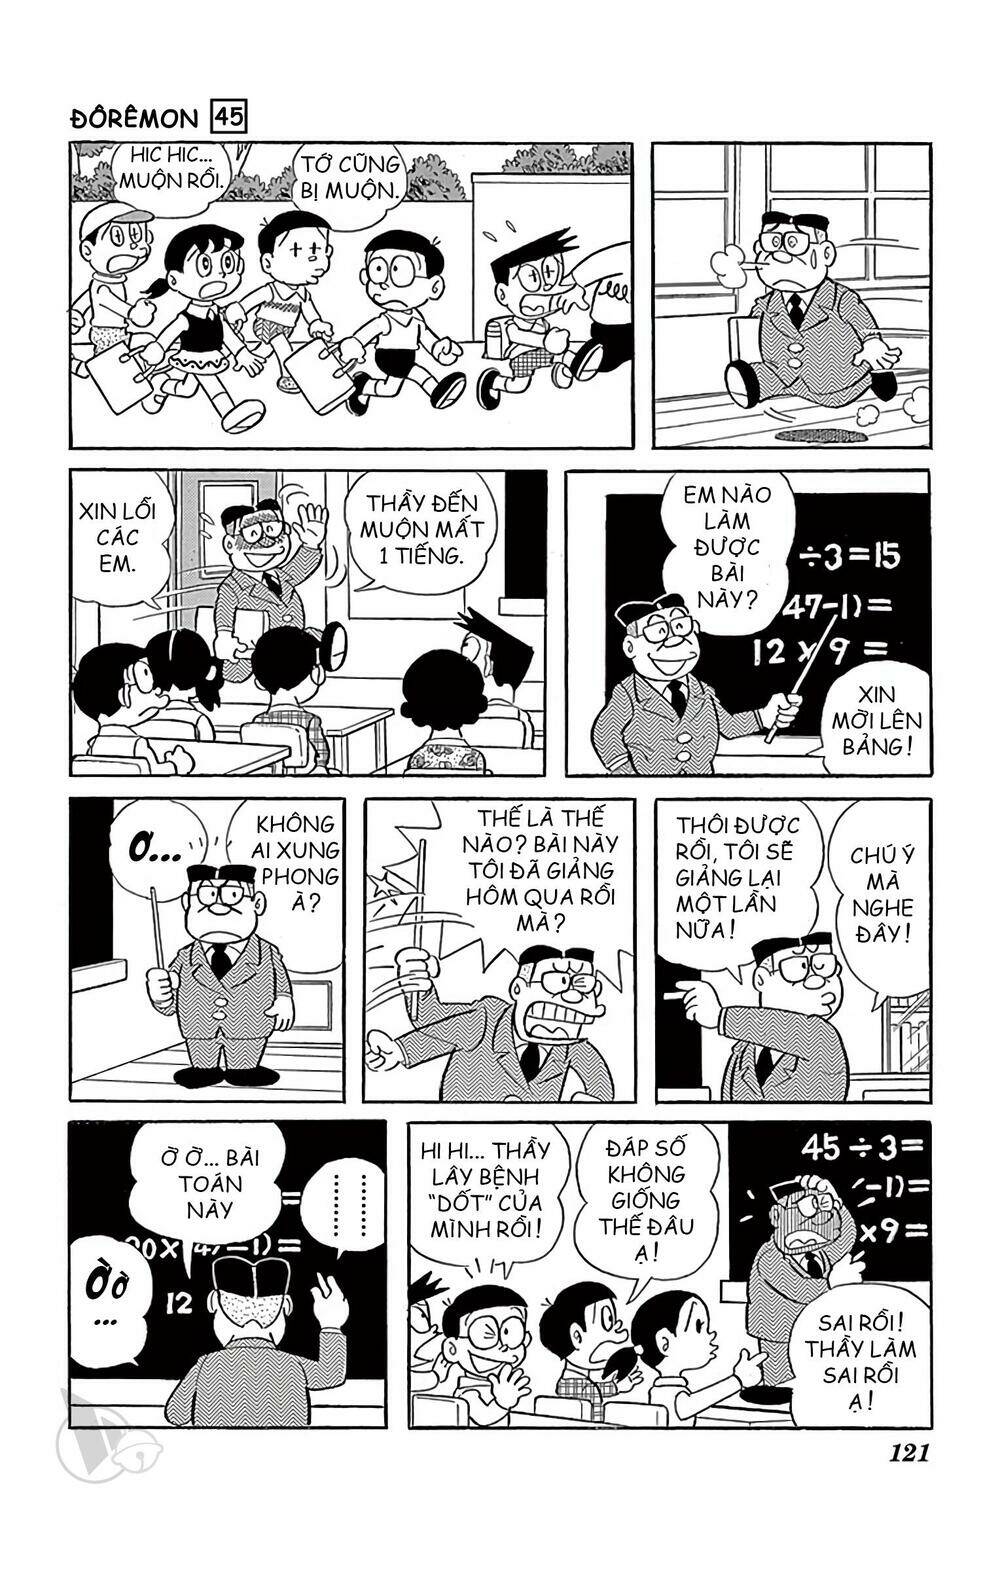 ĐÔRÊMON 45
HIC HIC...
MUỘN RỒI.
TỚ CŨNG
BỊ MUỘN.
XIN LỖI
CÁC
EM.
THẦY ĐẾN
MUỘN MẤT
1 TIẾNG.
EM NÀO
LÀM
ĐƯỢC
BÀI
NÀY?
÷3=15
47-1)=
12×9=
XIN
MỜI LÊN
BẢNG!
Ơ...
KHÔNG
AI XUNG
PHONG
À?
THẾ LÀ THẾ
NÀO? BÀI NÀY
TÔI ĐÃ GIẢNG
HÔM QUA RỒI
MÀ?
THÔI ĐƯỢC
RỒI, TÔI SẼ
GIẢNG LẠI
MỘT LẦN
NỮA!
CHÚ Ý
MÀ
NGHE
ĐÂY!
Ờ Ờ... BÀI
TOÁN
NÀY
=
-1)=
12
Ờờ
...
HI HI... THẦY
LÂY BỆNH
“DỐT” CỦA
MÌNH RỒI!
ĐÁP SỐ
KHÔNG
GIỐNG
THẾ ĐÂU
Ạ!
45÷3=
-1)=
×9=
SAI RỒI!
THẦY LÀM
SAI RỒI
Ạ!
121